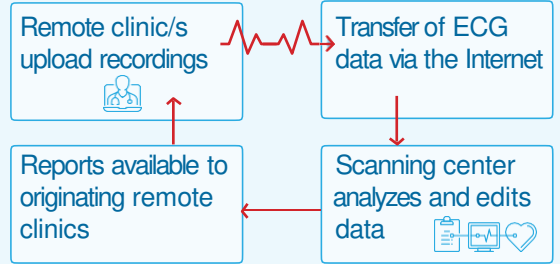 Remote clinic/s
upload recordings
Transfer of ECG
data via the Internet
Reports available to
originating remote
clinics
Scanning center
analyzes and edits
data